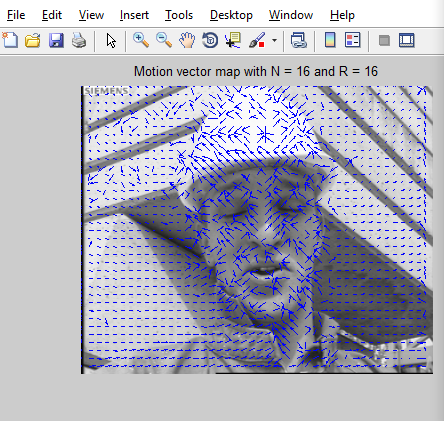 File Edit View Insert Tools Desktop Window Help
Motion vector map with N = 16 and R = 16
SIEMENS